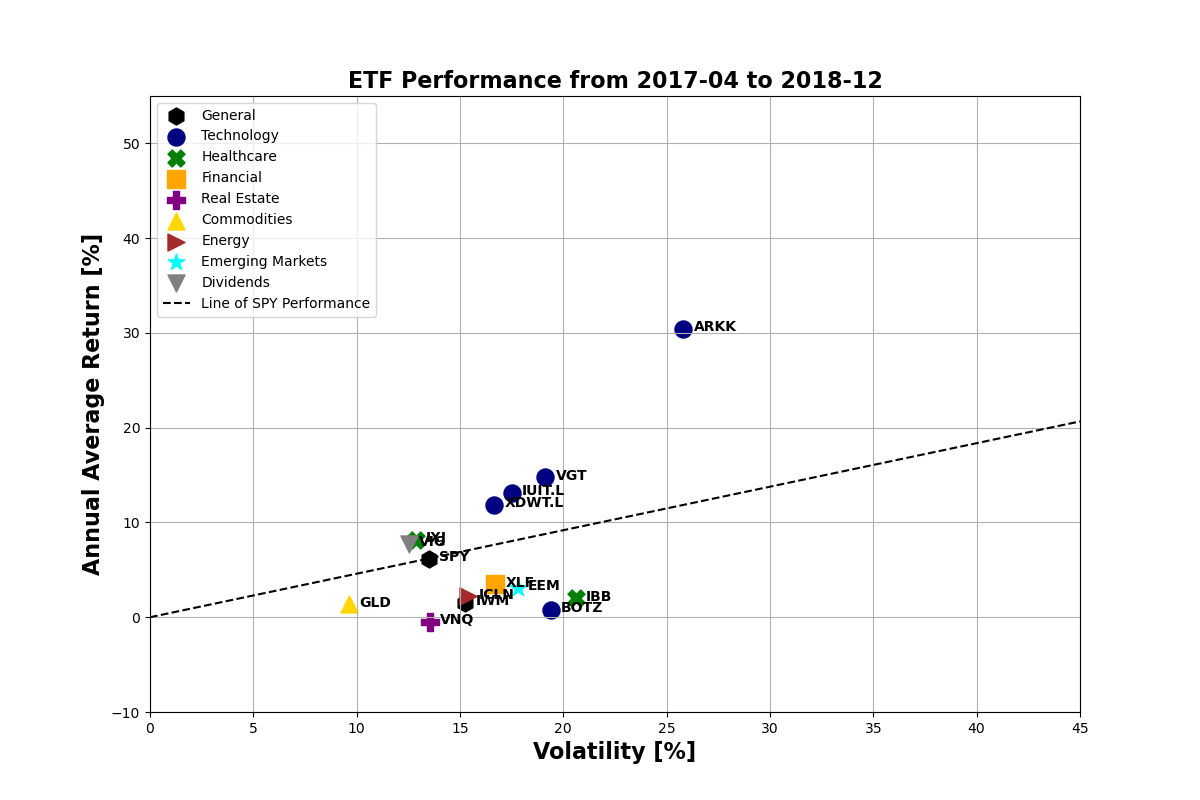 ETF Performance from 2017-04 to 2018-12
General
Technology
Healthcare
Financial
Real Estate
Commodities
Energy
Emerging Markets
Dividends
Line of SPY Performance
Annual Average Return [%]
50
40
30
20
10
0
−10
ARKK
VGT
IUIT.L
XDWT.L
IXJ
VIG
SPY
XLF
EEM
ICLN
IWM
IBB
BOTZ
GLD
VNQ
0 5 10 15 20 25 30 35 40 45
Volatility [%]